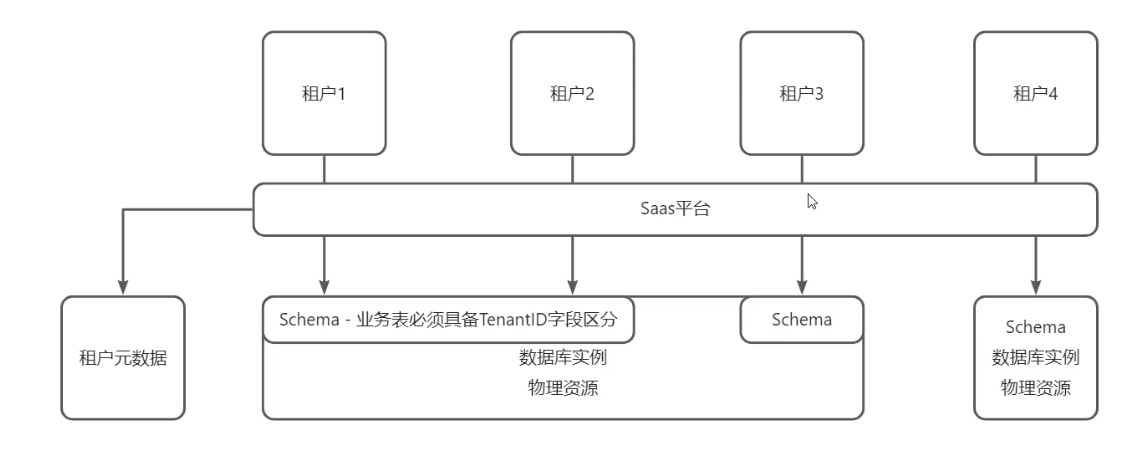 租户1
租户2
租户3
租户4
Saas平台
租户元数据
Schema - 业务表必须具备TenantID字段区分
数据库实例
物理资源
Schema
Schema
数据库实例
物理资源